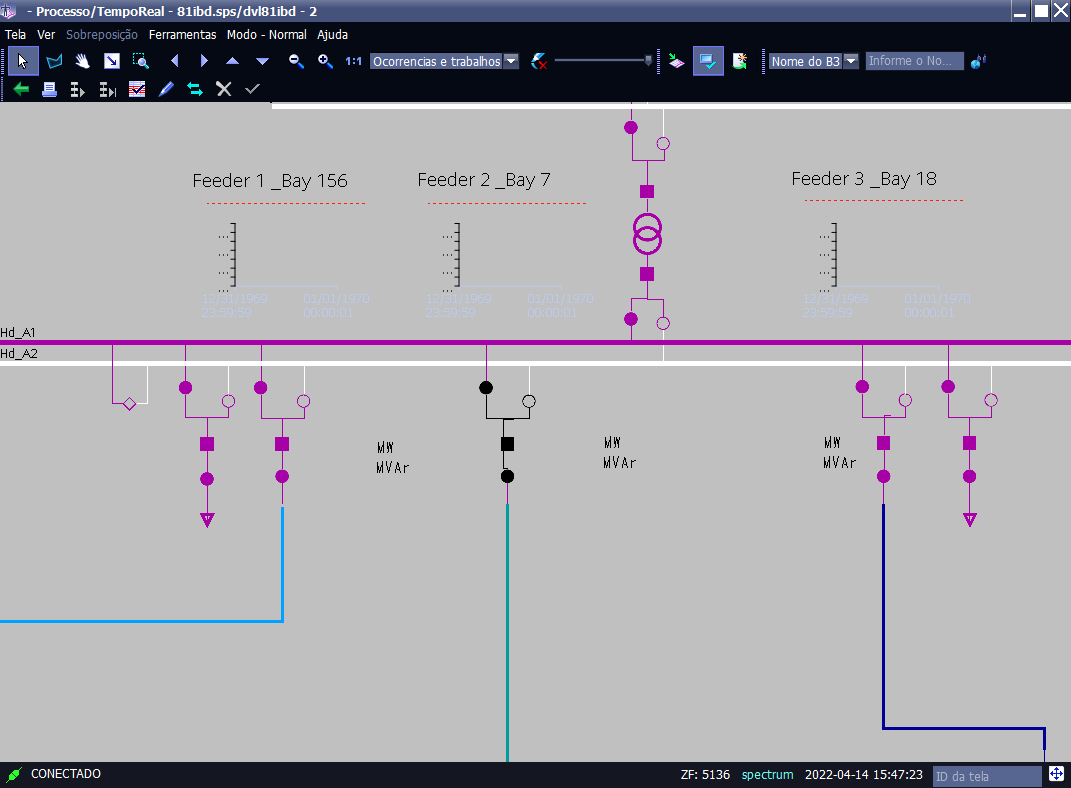 - Processo/TempoReal - 81ibd.sps/dvl81ibd - 2
Tela Ver Sobreposição Ferramentas Modo - Normal Ajuda
1:1 Ocorrencias e trabalhos Nome do B3 Informe o No...
Feeder 1 _Bay 156 Feeder 2 _Bay 7 Feeder 3 _Bay 18
... ... ...
... ... ...
... ... ...
... ... ...
12/31/1969 01/01/1970 12/31/1969 01/01/1970 12/31/1969 01/01/1970
23:59:59 00:00:01 23:59:59 00:00:01 23:59:59 00:00:01
Hd_A1
Hd_A2
MW MW MW
MVAr MVAr MVAr
CONECTADO ZF: 5136 spectrum 2022-04-14 15:47:23 ID da tela